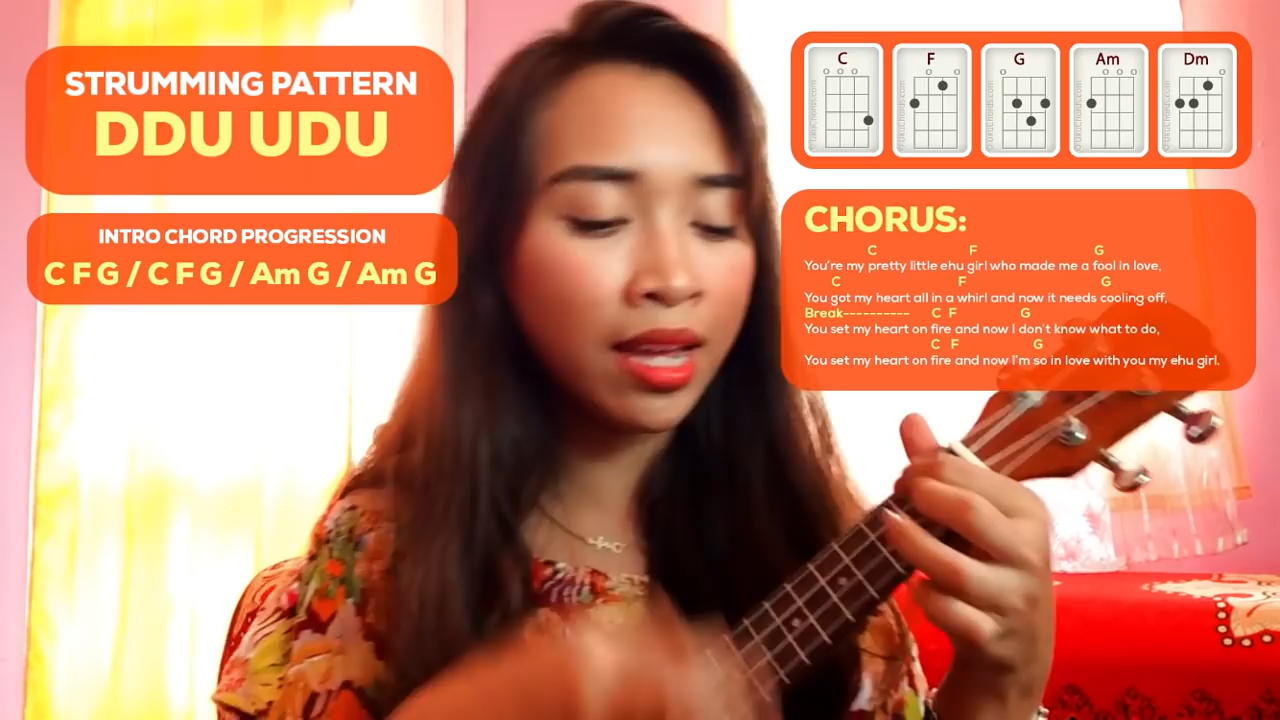 STRUMMING PATTERN
DDU UDU
INTRO CHORD PROGRESSION
C F G / C F G / Am G / Am G
C F G Am Dm
CHORUS:
C F G
You're my pretty little ehu girl who made me a fool in love,
C F G
You got my heart all in a whirl and now it needs cooling off,
Break---------- C F G
You set my heart on fire and now I don't know what to do,
C F G
You set my heart on fire and now I'm so in love with you my ehu girl.